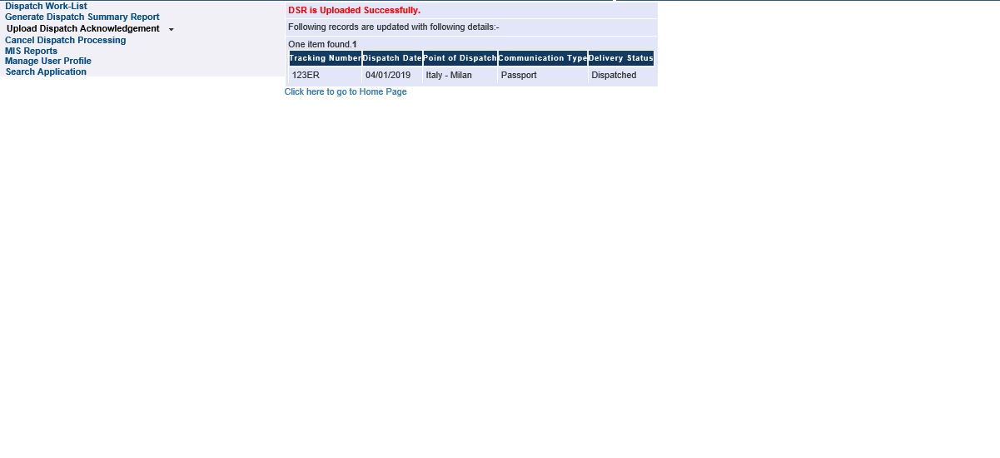 Dispatch Work-List
Generate Dispatch Summary Report
Upload Dispatch Acknowledgement
Cancel Dispatch Processing
MIS Reports
Manage User Profile
Search Application
DSR is Uploaded Successfully.
Following records are updated with following details:-
One item found.1
Tracking Number Dispatch Date Point of Dispatch Communication Type Delivery Status
123ER 04/01/2019 Italy - Milan Passport Dispatched
Click here to go to Home Page